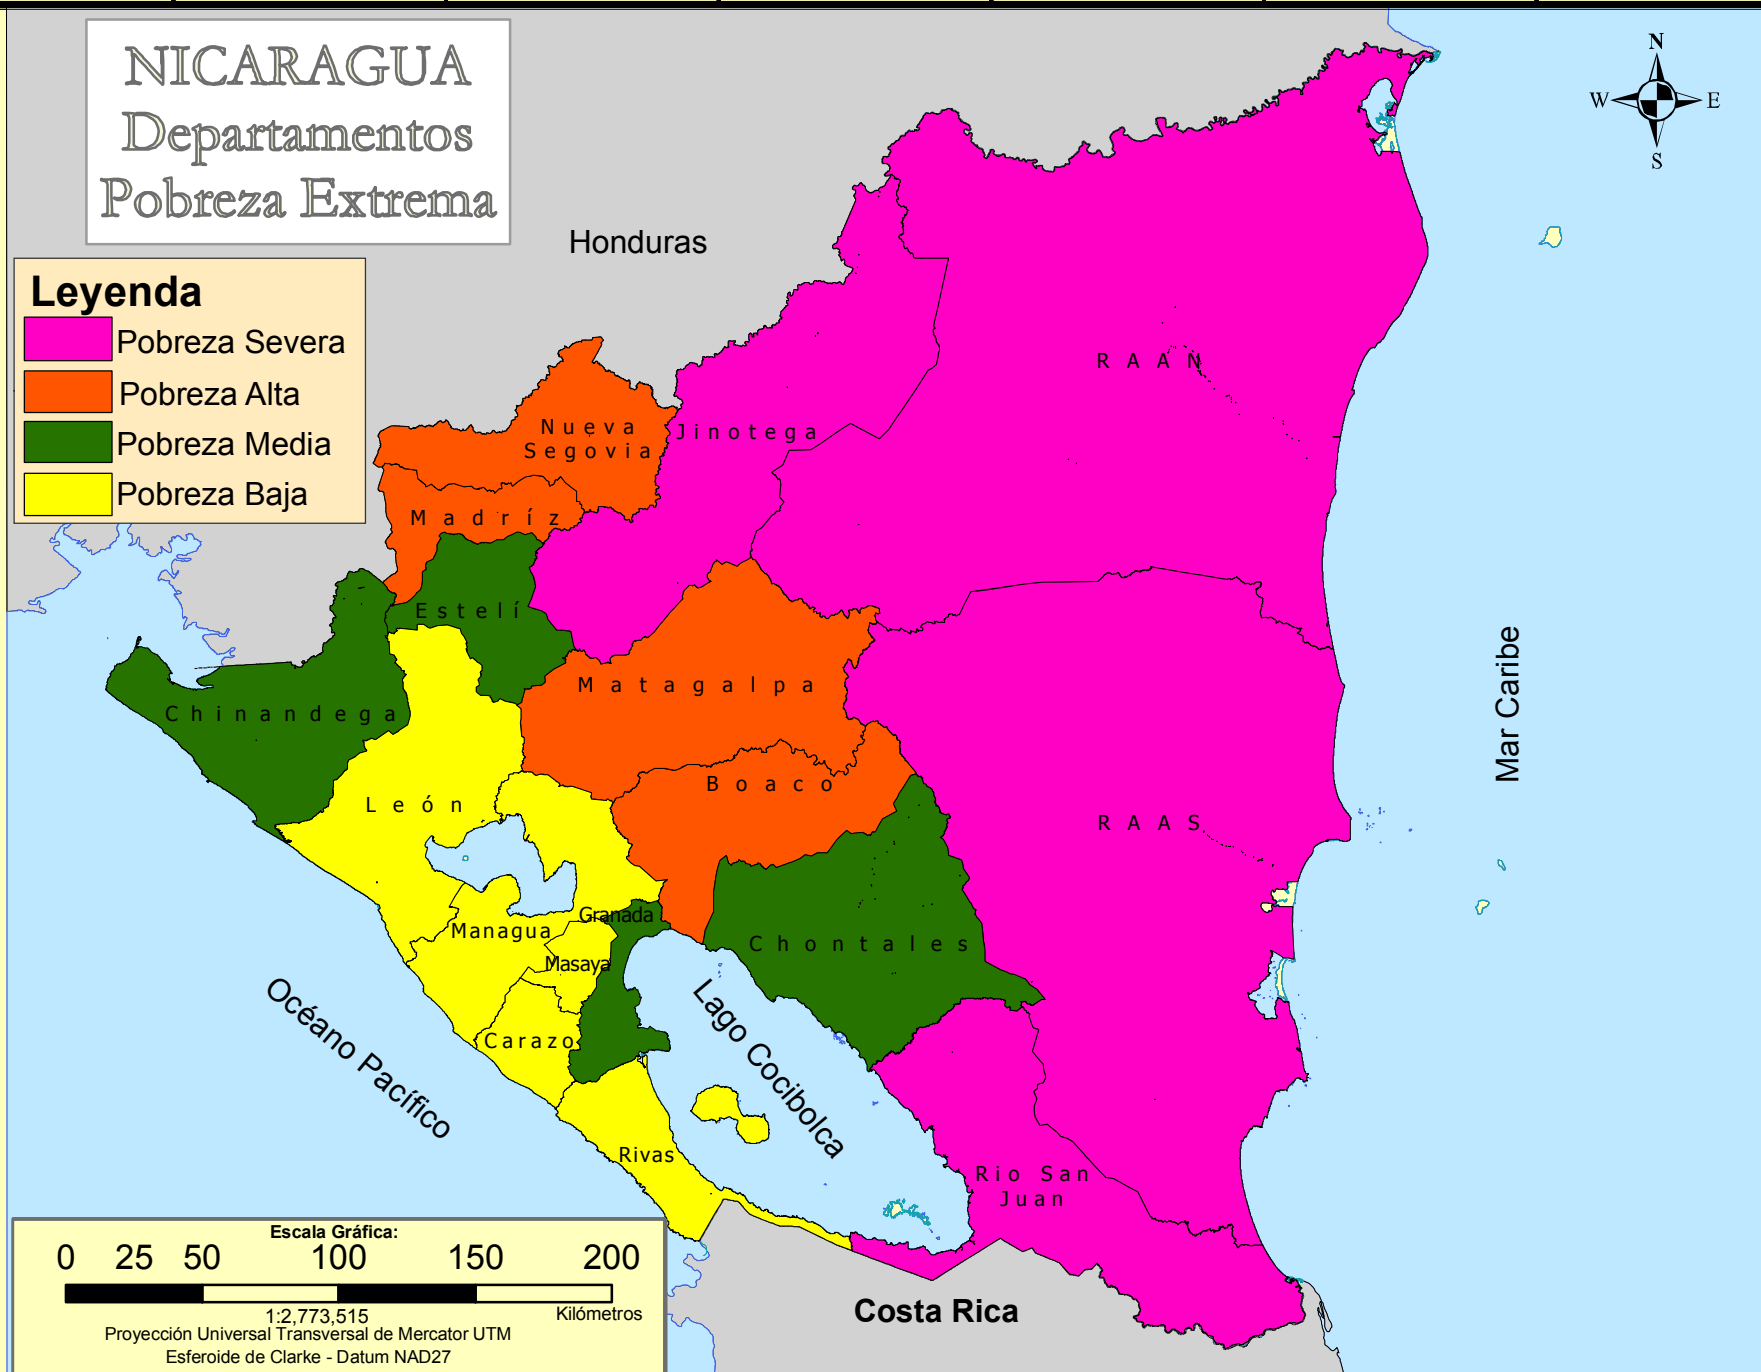 NICARAGUA
Departamentos
Pobreza Extrema
N
W E
S
Honduras
Leyenda
Pobreza Severa
Pobreza Alta
Pobreza Media
Pobreza Baja
RAAN
Nueva
Segovia
Jinotega
Madríz
Estelí
Matagalpa
Chinandega
Boaco
León
RAAS
Mar Caribe
Granada
Managua
Masaya
Chontales
Carazo
Lago Cocibolca
Océano Pacífico
Rivas
Rio San
Juan
Costa Rica
Escala Gráfica:
0 25 50 100 150 200
1:2,773,515
Kilómetros
Proyección Universal Transversal de Mercator UTM
Esferoide de Clarke - Datum NAD27